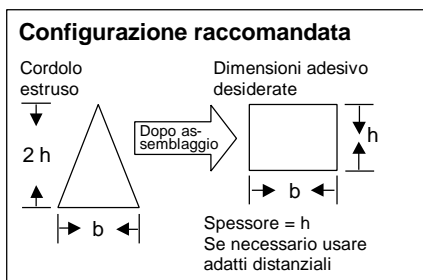 Configurazione raccomandata
Cordolo
estruso
2 h
b
Dopo as-
semblaggio
Dimensioni adesivo
desiderate
h
b
Spessore = h
Se necessario usare
adatti distanziali